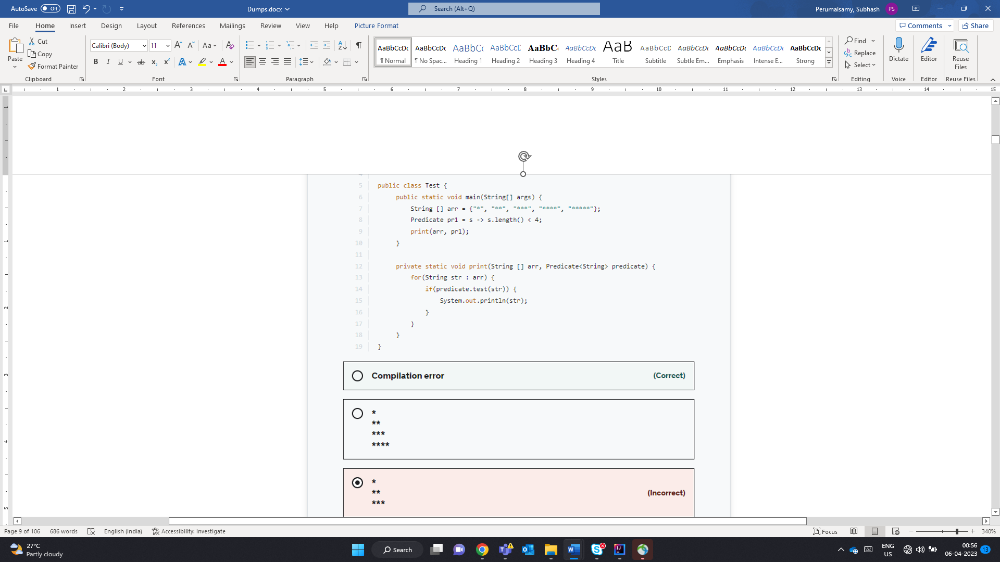 AutoSave Off Dumps.docx Search (Alt+Q) Perumalsamy, Subhash PS
File Home Insert Design Layout References Mailings Review View Help Picture Format Comments Share
Paste Cut Copy Format Painter
Calibri (Body) 11
AaBbCcDc AaBbCcDc AaBbCc AaBbCcD AaBbCc AaBbCcDc AaB AaBbCcD AaBbCcDc AaBbCcDc AaBbCcDc AaBbCcDc
¶ Normal ¶ No Spac... Heading 1 Heading 2 Heading 3 Heading 4 Title Subtitle Subtle Em... Emphasis Intense E... Strong
Find Replace Select Dictate Editor Reuse Files
Clipboard Font Paragraph Styles Editing Voice Editor Reuse Files
1 2 3 4 5 6 7 8 9 10 11 12 13 14 15
5 public class Test {
6 public static void main(String[] args) {
7 String [] arr = {"*", "**", "***", "****", "*****"};
8 Predicate pr1 = s -> s.length() < 4;
9 print(arr, pr1);
10 }
11
12 private static void print(String [] arr, Predicate<String> predicate) {
13 for(String str : arr) {
14 if(predicate.test(str)) {
15 System.out.println(str);
16 }
17 }
18 }
19 }
Compilation error (Correct)
*
**
***
****
*
** (Incorrect)
***
Page 9 of 106 686 words English (India) Accessibility: Investigate Focus 340%
27°C
Partly cloudy
Search
ENG
US
00:56
06-04-2023
13